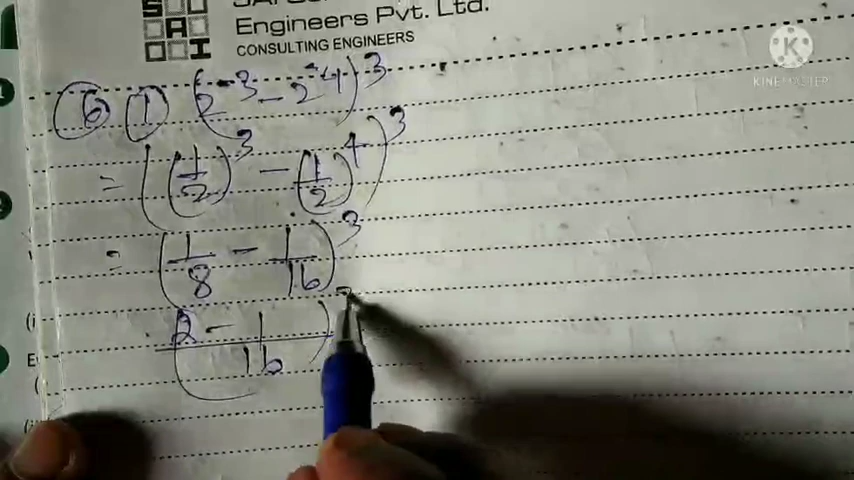 Engineers Pvt. Ltd.
CONSULTING ENGINEERS
KINEMASTER
6 1 (2^-3 - 2^-4)^3
= ((1/2)^3 - (1/2)^4)^3
= (1/8 - 1/16)^3
(2 - 1/16)